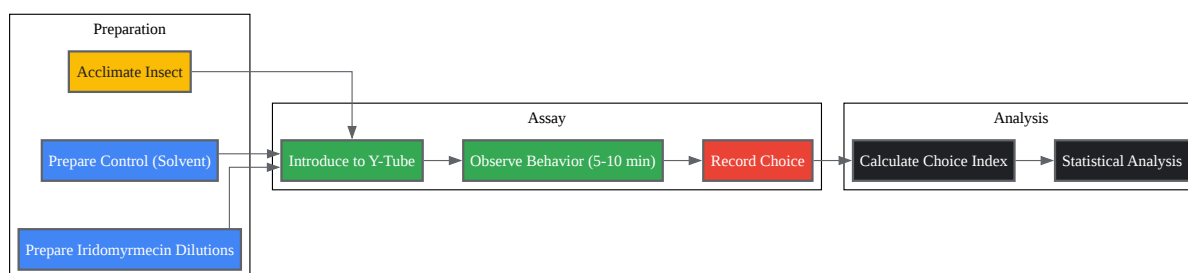 Preparation
Acclimate Insect
Prepare Control (Solvent)
Prepare Iridomyrmecin Dilutions
Assay
Introduce to Y-Tube
Observe Behavior (5-10 min)
Record Choice
Analysis
Calculate Choice Index
Statistical Analysis